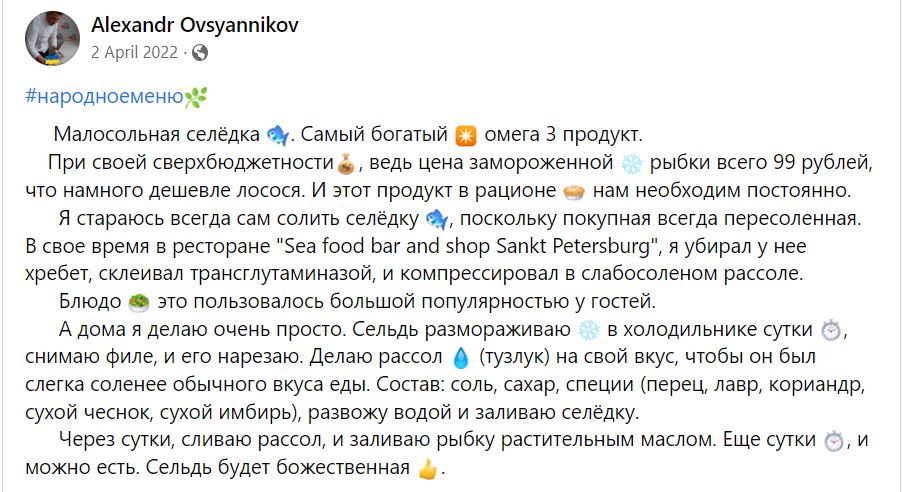 Alexandr Ovsyannikov
2 April 2022 ·
#народноеменю🌿
Малосольная селёдка 🐟. Самый богатый ✴️ омега 3 продукт.
При своей сверхбюджетности💰, ведь цена замороженной ❄️ рыбки всего 99 рублей,
что намного дешевле лосося. И этот продукт в рационе 🥧 нам необходим постоянно.
Я стараюсь всегда сам солить селёдку 🐟, поскольку покупная всегда пересоленная.
В свое время в ресторане "Sea food bar and shop Sankt Petersburg", я убирал у нее
хребет, склеивал трансглутаминазой, и компрессировал в слабосоленом рассоле.
Блюдо 🥗 это пользовалось большой популярностью у гостей.
А дома я делаю очень просто. Сельдь размораживаю ❄️ в холодильнике сутки ⏱️,
снимаю филе, и его нарезаю. Делаю рассол 💧 (тузлук) на свой вкус, чтобы он был
слегка соленее обычного вкуса еды. Состав: соль, сахар, специи (перец, лавр, кориандр,
сухой чеснок, сухой имбирь), развожу водой и заливаю селёдку.
Через сутки, сливаю рассол, и заливаю рыбку растительным маслом. Еще сутки ⏱️, и
можно есть. Сельдь будет божественная 👍.